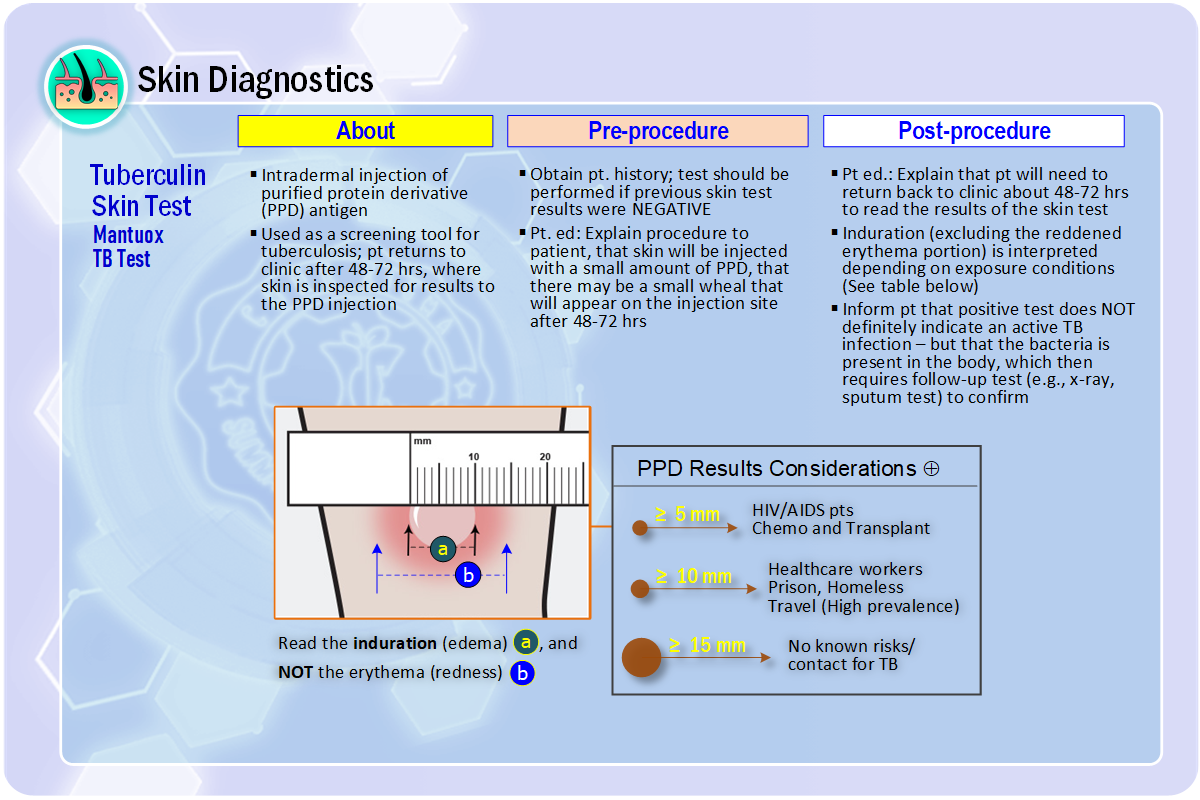 Skin Diagnostics
About
Pre-procedure
Post-procedure
Tuberculin
Skin Test
Mantuox
TB Test
▪ Intradermal injection of
purified protein derivative
(PPD) antigen
▪ Used as a screening tool for
tuberculosis; pt returns to
clinic after 48-72 hrs, where
skin is inspected for results to
the PPD injection
▪ Obtain pt. history; test should be
performed if previous skin test
results were NEGATIVE
▪ Pt. ed: Explain procedure to
patient, that skin will be injected
with a small amount of PPD, that
there may be a small wheal that
will appear on the injection site
after 48-72 hrs
▪ Pt ed.: Explain that pt will need to
return back to clinic about 48-72 hrs
to read the results of the skin test
▪ Induration (excluding the reddened
erythema portion) is interpreted
depending on exposure conditions
(See table below)
▪ Inform pt that positive test does NOT
definitely indicate an active TB
infection – but that the bacteria is
present in the body, which then
requires follow-up test (e.g., x-ray,
sputum test) to confirm
mm
10 20
a
b
Read the induration (edema) a, and
NOT the erythema (redness) b
PPD Results Considerations ⊕
≥ 5 mm
HIV/AIDS pts
Chemo and Transplant
≥ 10 mm
Healthcare workers
Prison, Homeless
Travel (High prevalence)
≥ 15 mm
No known risks/
contact for TB